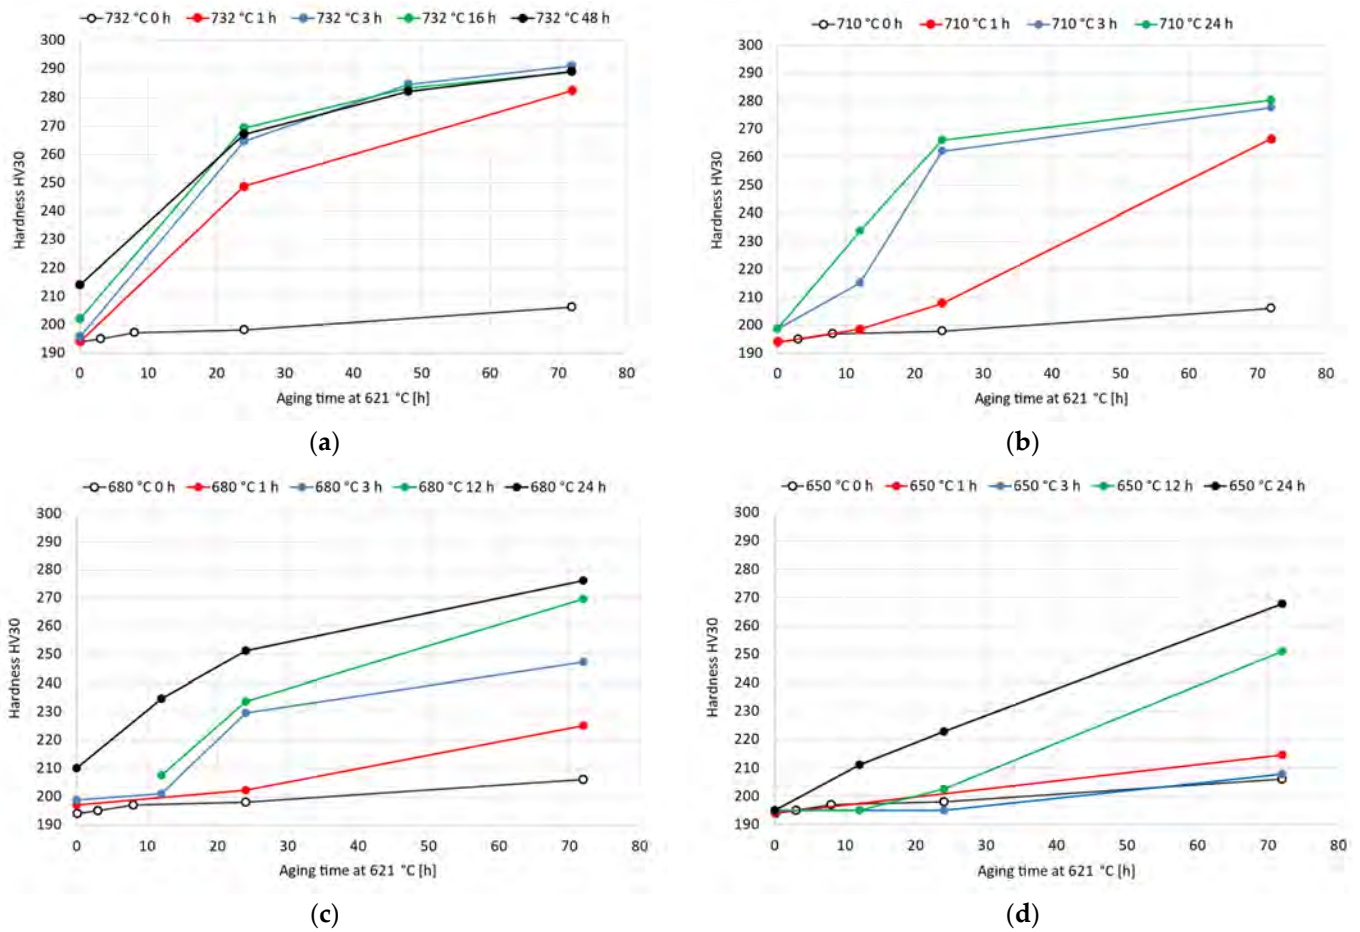 732 °C 0 h 732 °C 1 h 732 °C 3 h 732 °C 16 h 732 °C 48 h
300
290
280
270
260
250
240
230
220
210
200
190
Hardness HV30
0 10 20 30 40 50 60 70 80
Aging time at 621 °C [h]
(a)
710 °C 0 h 710 °C 1 h 710 °C 3 h 710 °C 24 h
300
290
280
270
260
250
240
230
220
210
200
190
Hardness HV30
0 10 20 30 40 50 60 70 80
Aging time at 621 °C [h]
(b)
680 °C 0 h 680 °C 1 h 680 °C 3 h 680 °C 12 h 680 °C 24 h
300
290
280
270
260
250
240
230
220
210
200
190
Hardness HV30
0 10 20 30 40 50 60 70 80
Aging time at 621 °C [h]
(c)
650 °C 0 h 650 °C 1 h 650 °C 3 h 650 °C 12 h 650 °C 24 h
300
290
280
270
260
250
240
230
220
210
200
190
Hardness HV30
0 10 20 30 40 50 60 70 80
Aging time at 621 °C [h]
(d)